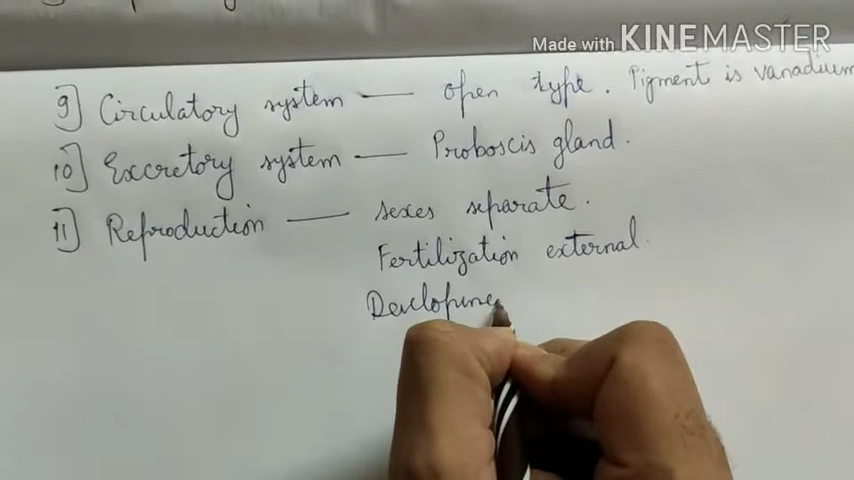 Made with KINEMASTER
9] Circulatory system — open type. Pigment is vanadium
10] Excretory system — Proboscis gland.
11] Reproduction — sexes separate.
Fertilization external.
Developme